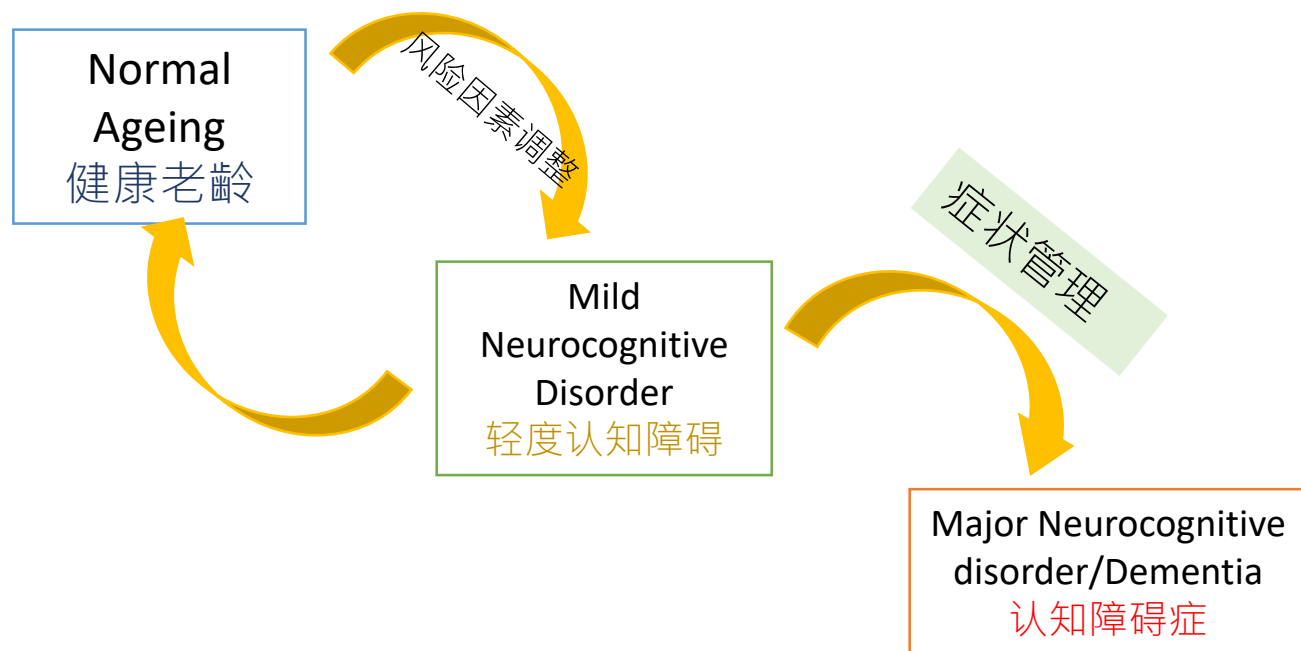 Normal
Ageing
健康老齡
风险因素调整
症状管理
Mild
Neurocognitive
Disorder
轻度认知障碍
Major Neurocognitive
disorder/Dementia
认知障碍症